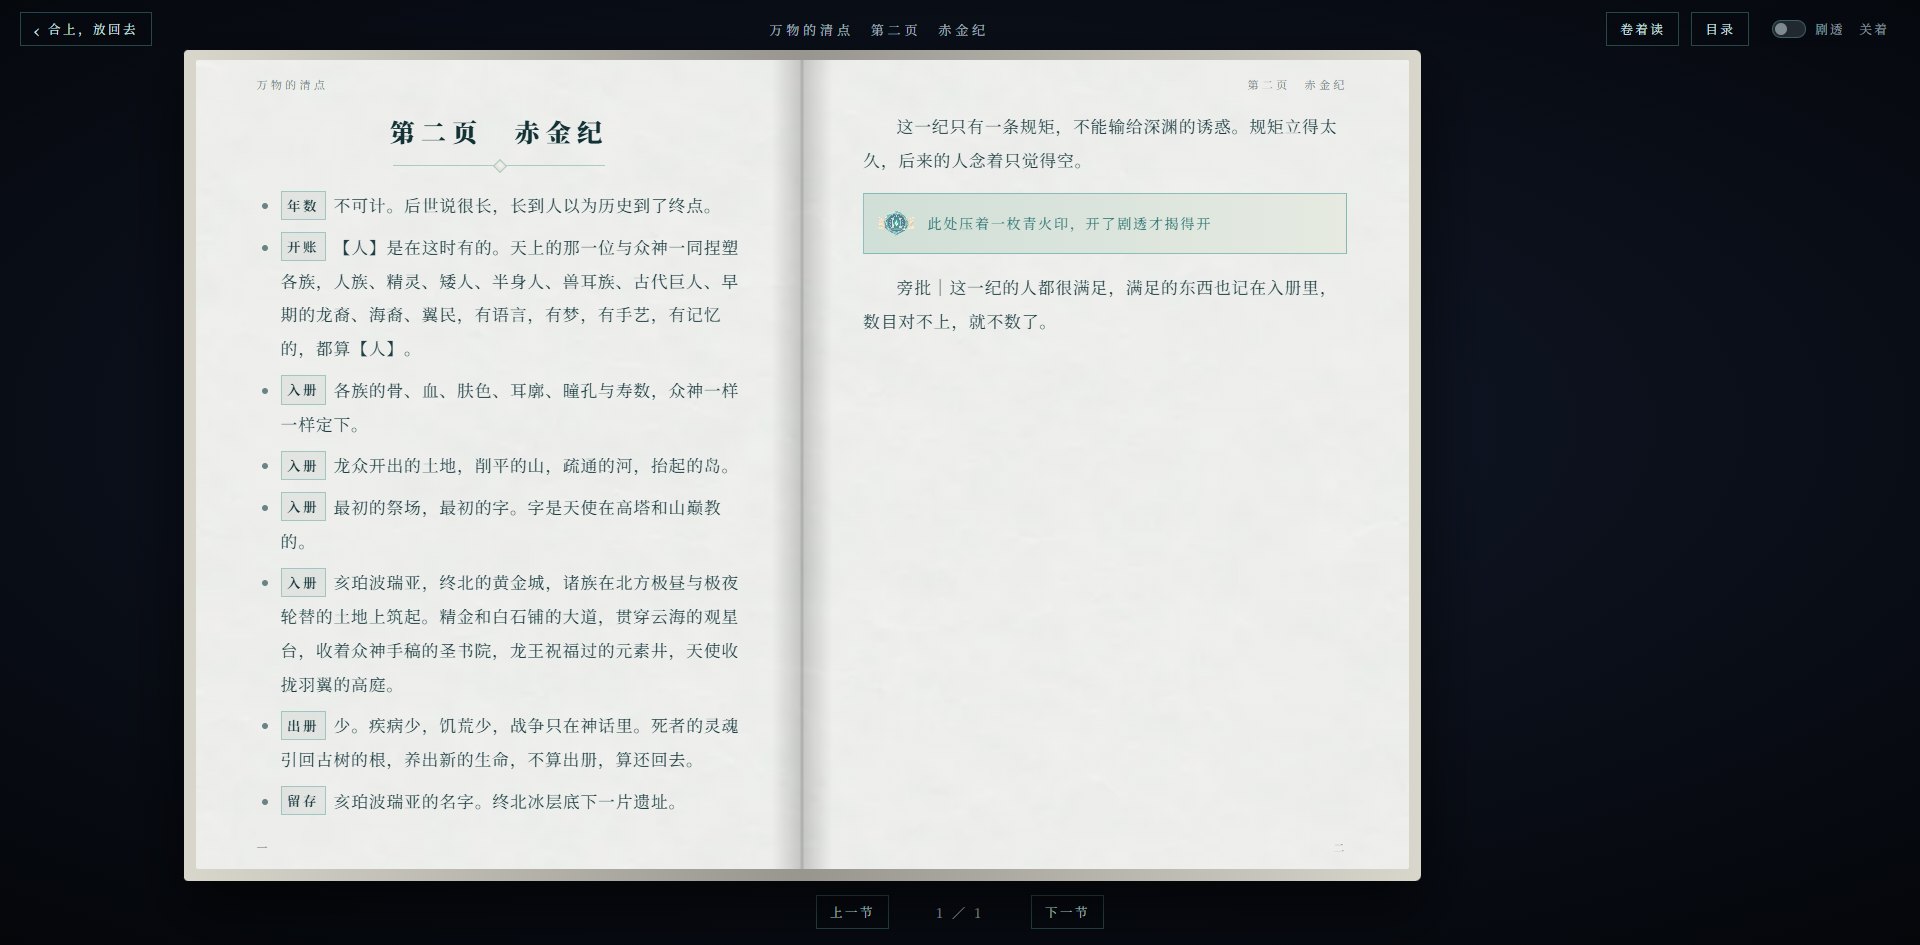 ‹ 合上，放回去
万物的清点　第二页　赤金纪
卷着读
目录
剧透　关着
万物的清点
第二页　赤金纪
年数 不可计。后世说很长，长到人以为历史到了终点。
开账 【人】是在这时有的。天上的那一位与众神一同捏塑
各族，人族、精灵、矮人、半身人、兽耳族、古代巨人、早
期的龙裔、海裔、翼民，有语言，有梦，有手艺，有记忆
的，都算【人】。
入册 各族的骨、血、肤色、耳廓、瞳孔与寿数，众神一样
一样定下。
入册 龙众开出的土地，削平的山，疏通的河，抬起的岛。
入册 最初的祭场，最初的字。字是天使在高塔和山巅教
的。
入册 亥珀波瑞亚，终北的黄金城，诸族在北方极昼与极夜
轮替的土地上筑起。精金和白石铺的大道，贯穿云海的观星
台，收着众神手稿的圣书院，龙王祝福过的元素井，天使收
拢羽翼的高庭。
出册 少。疾病少，饥荒少，战争只在神话里。死者的灵魂
引回古树的根，养出新的生命，不算出册，算还回去。
留存 亥珀波瑞亚的名字。终北冰层底下一片遗址。
一
第二页　赤金纪
这一纪只有一条规矩，不能输给深渊的诱惑。规矩立得太
久，后来的人念着只觉得空。
此处压着一枚青火印，开了剧透才揭得开
旁批｜这一纪的人都很满足，满足的东西也记在入册里，
数目对不上，就不数了。
二
上一节
1 ／ 1
下一节